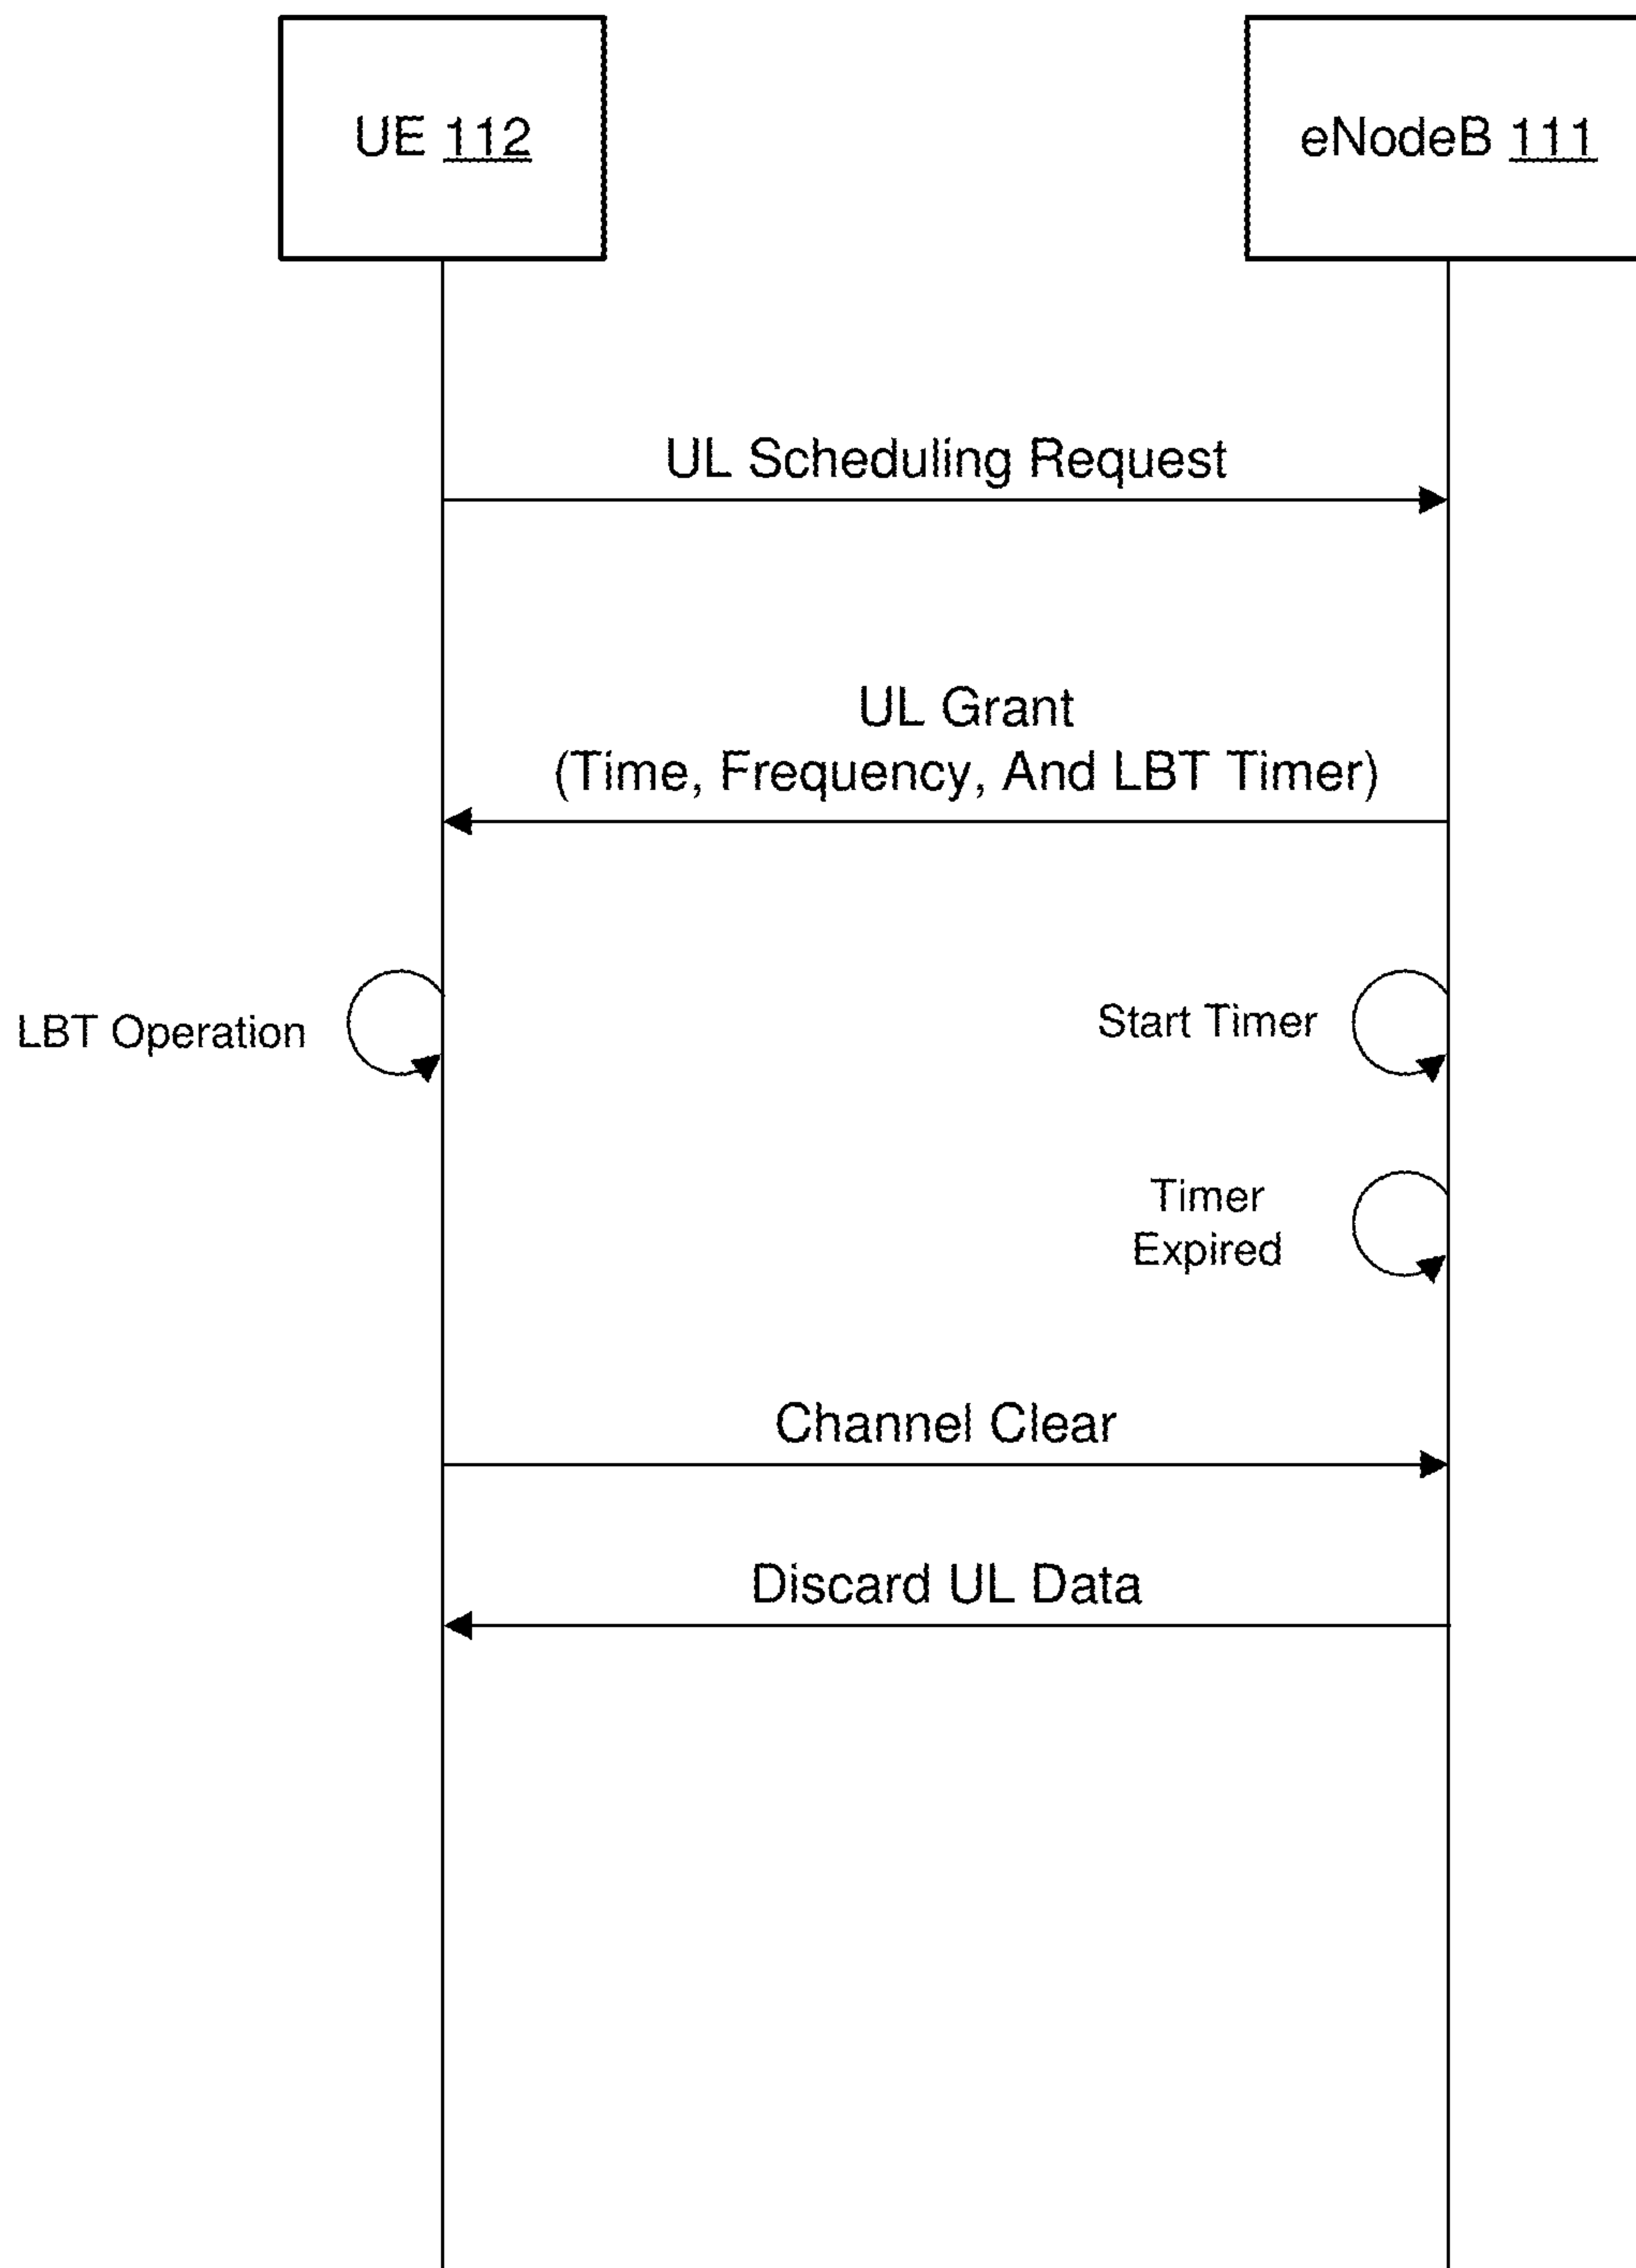 UE 112
eNodeB 111
UL Scheduling Request
UL Grant
(Time, Frequency, And LBT Timer)
LBT Operation
Start Timer
Timer
Expired
Channel Clear
Discard UL Data